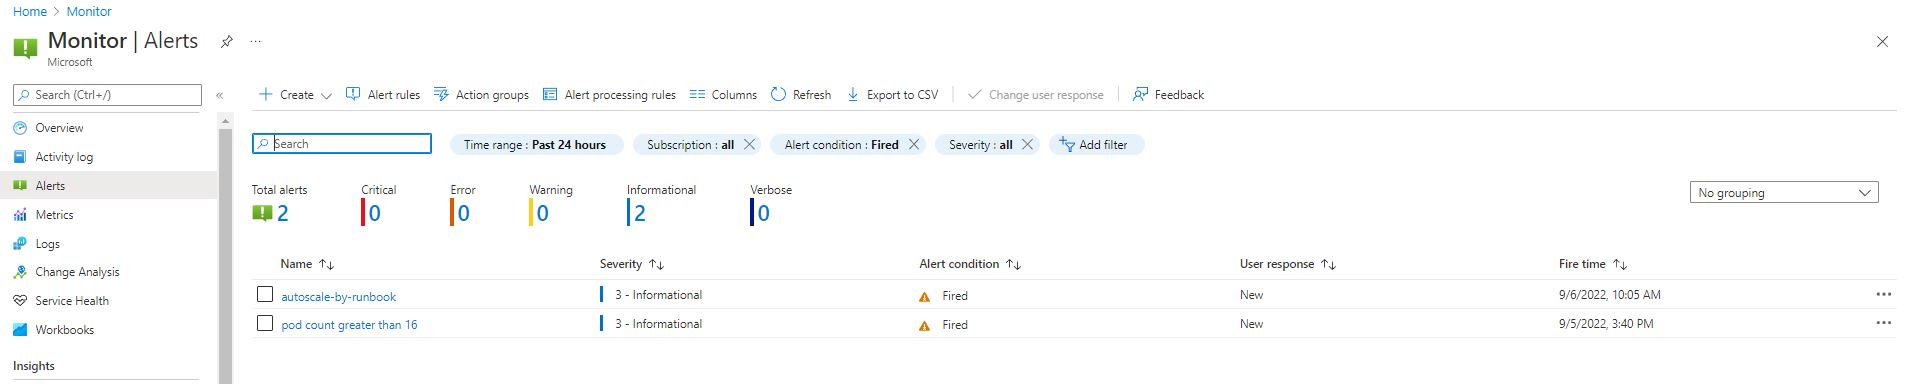 Home > Monitor
Monitor | Alerts
Microsoft
Search (Ctrl+/)
Overview
Activity log
Alerts
Metrics
Logs
Change Analysis
Service Health
Workbooks
Insights
Create
Alert rules
Action groups
Alert processing rules
Columns
Refresh
Export to CSV
Change user response
Feedback
Search
Time range : Past 24 hours
Subscription : all
Alert condition : Fired
Severity : all
Add filter
Total alerts
2
Critical
0
Error
0
Warning
0
Informational
2
Verbose
0
No grouping
Name Severity Alert condition User response Fire time
autoscale-by-runbook 3 - Informational Fired New 9/6/2022, 10:05 AM
pod count greater than 16 3 - Informational Fired New 9/5/2022, 3:40 PM